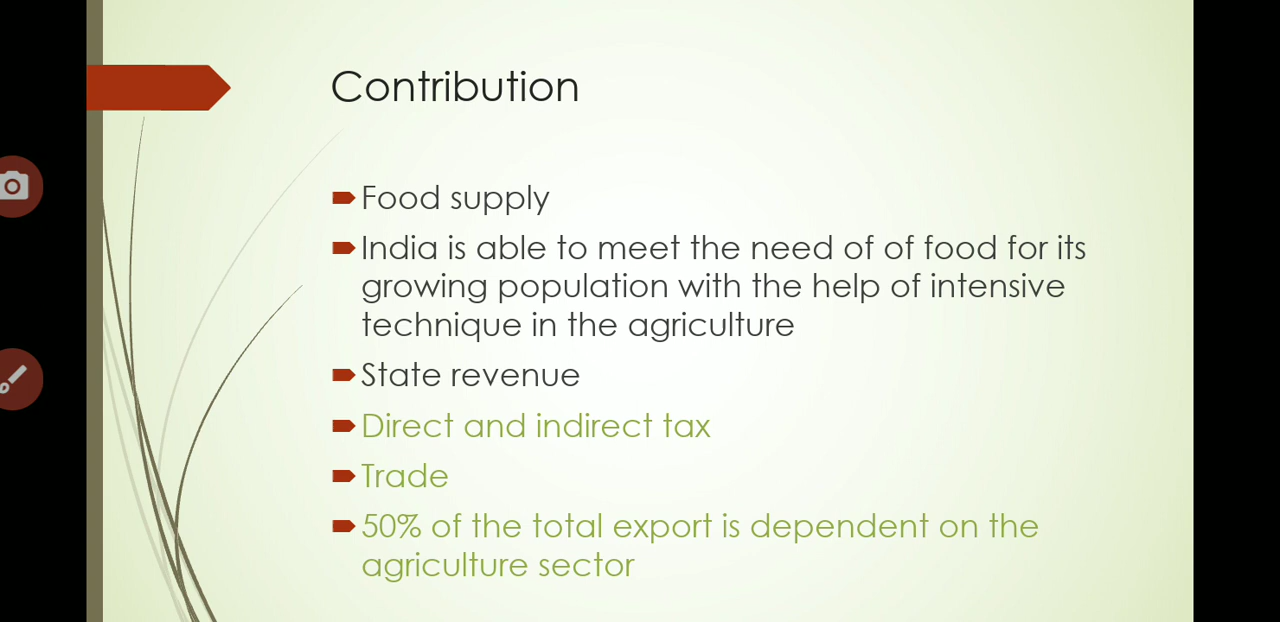 Contribution
Food supply
India is able to meet the need of of food for its
growing population with the help of intensive
technique in the agriculture
State revenue
Direct and indirect tax
Trade
50% of the total export is dependent on the
agriculture sector